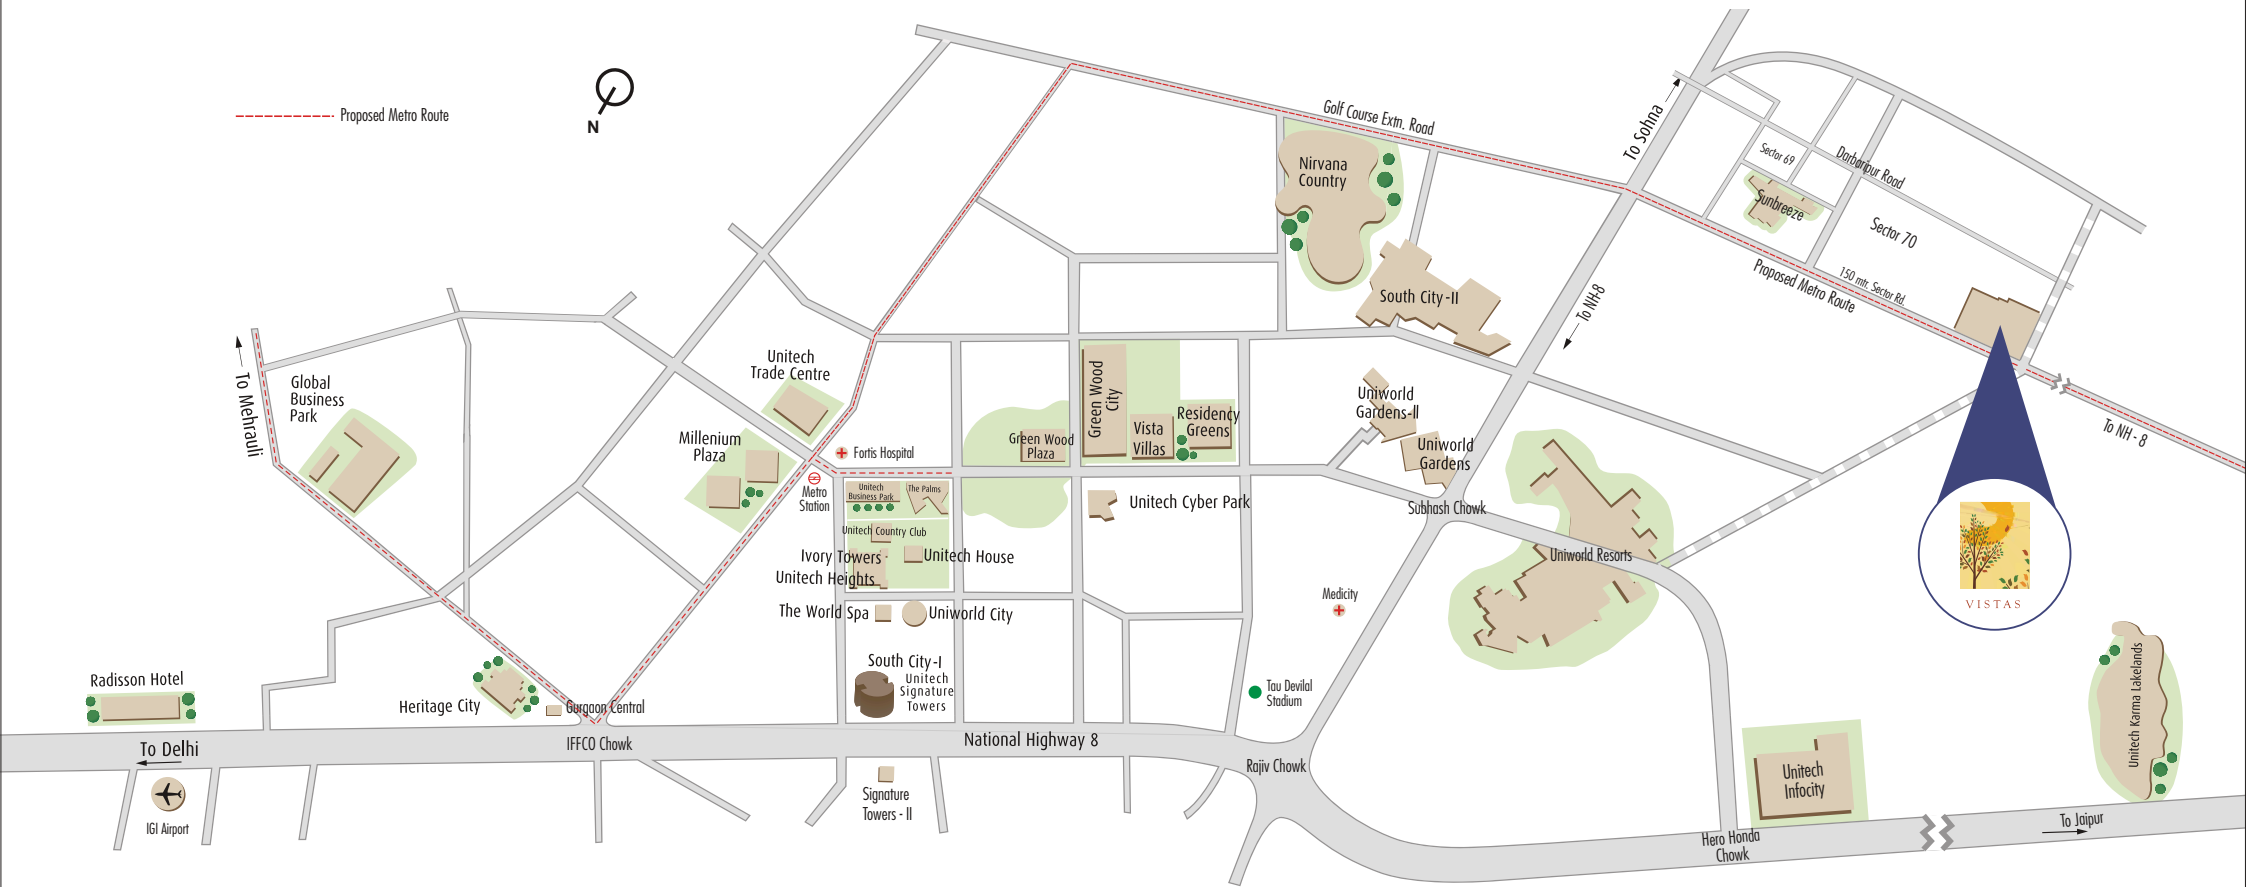 Proposed Metro Route
N
Golf Course Extn. Road
To Sohna
Nirvana
Country
Sector 69
Darbaripur Road
Sunbreeze
Sector 70
150 mtr. Sector Rd.
Proposed Metro Route
South City-II
To NH-8
To NH - 8
VISTAS
To Mehrauli
Global
Business
Park
Unitech
Trade Centre
Millenium
Plaza
Fortis Hospital
Metro
Station
Green Wood
Plaza
Green Wood
City
Vista
Villas
Residency
Greens
Uniworld
Gardens-II
Uniworld
Gardens
Unitech
Business Park
The Palms
Unitech Cyber Park
Subhash Chowk
Unitech Country Club
Ivory Towers
Unitech House
Unitech Heights
Uniworld Resorts
The World Spa
Uniworld City
Medicity
South City-I
Unitech
Signature
Towers
Tau Devilal
Stadium
Radisson Hotel
Heritage City
Gurgaon Central
To Delhi
IFFCO Chowk
National Highway 8
Rajiv Chowk
IGI Airport
Signature
Towers - II
Unitech
Infocity
Unitech Karma Lakelands
Hero Honda
Chowk
To Jaipur